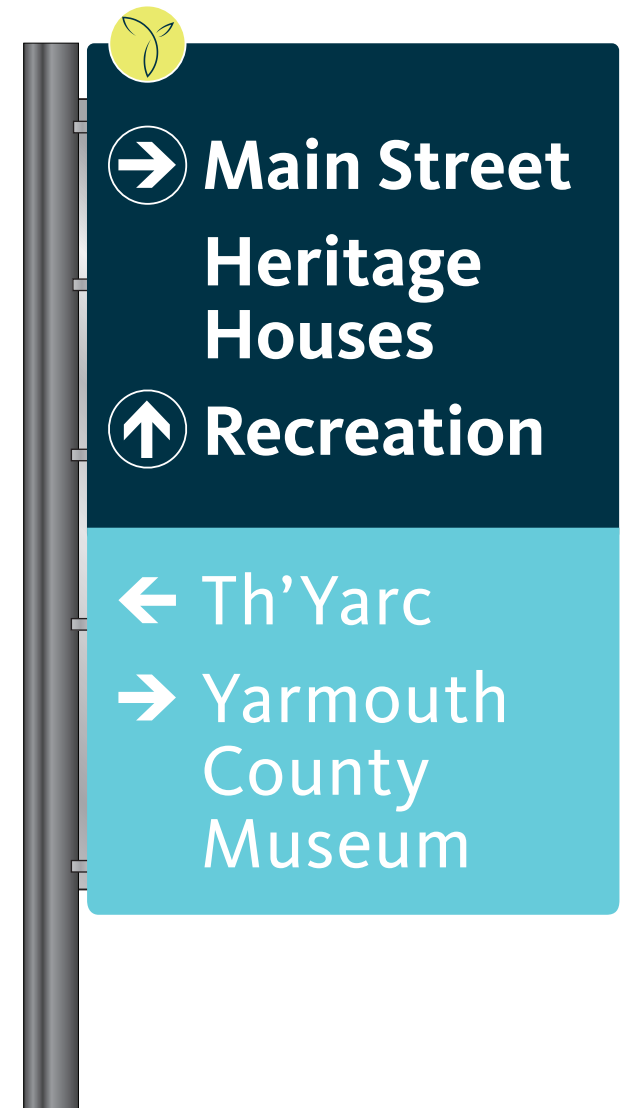 Main Street
Heritage
Houses
Recreation
Th’Yarc
Yarmouth
County
Museum